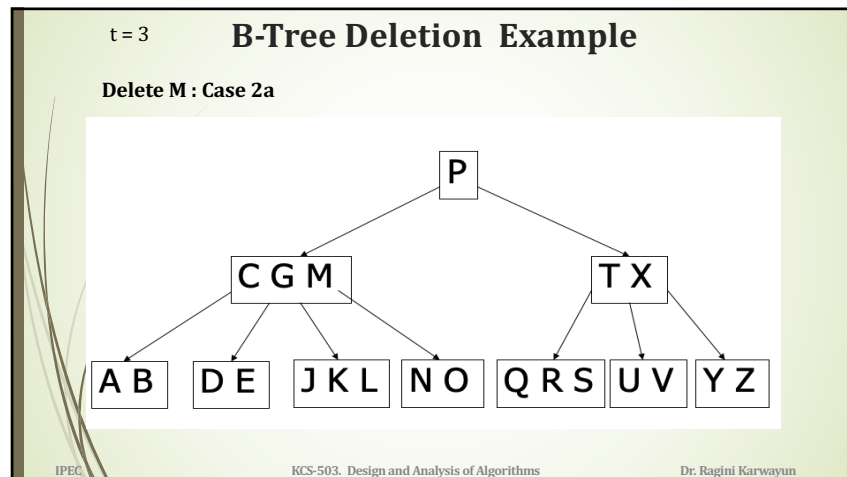 t = 3
B-Tree Deletion Example
Delete M : Case 2a
P
C G M
T X
A B
D E
J K L
N O
Q R S
U V
Y Z
IPEC
KCS-503. Design and Analysis of Algorithms
Dr. Ragini Karwayun